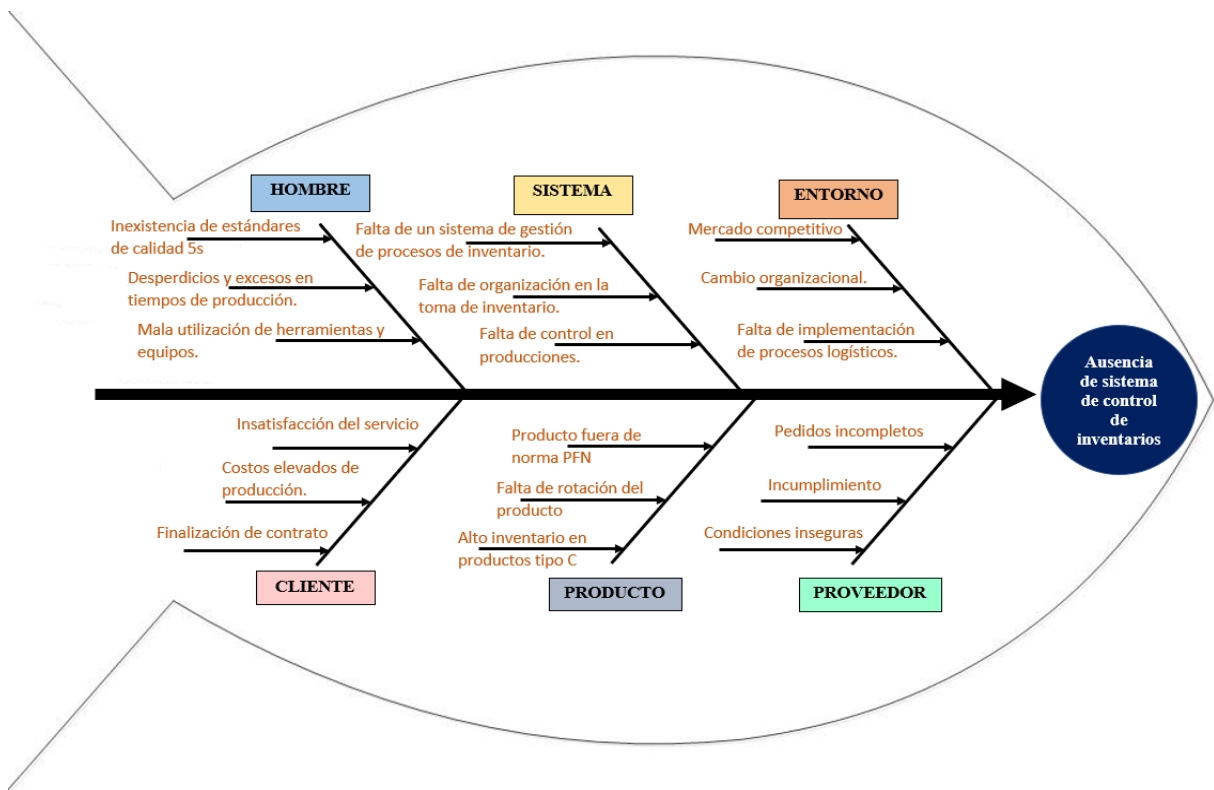 HOMBRE
Inexistencia de estándares
de calidad 5s
Desperdicios y excesos en
tiempos de producción.
Mala utilización de herramientas y
equipos.
SISTEMA
Falta de un sistema de gestión
de procesos de inventario.
Falta de organización en la
toma de inventario.
Falta de control en
producciones.
ENTORNO
Mercado competitivo
Cambio organizacional.
Falta de implementación
de procesos logísticos.
Ausencia
de sistema
de control
de
inventarios
Insatisfacción del servicio
Costos elevados de
producción.
Finalización de contrato
CLIENTE
Producto fuera de
norma PFN
Falta de rotación del
producto
Alto inventario en
productos tipo C
PRODUCTO
Pedidos incompletos
Incumplimiento
Condiciones inseguras
PROVEEDOR